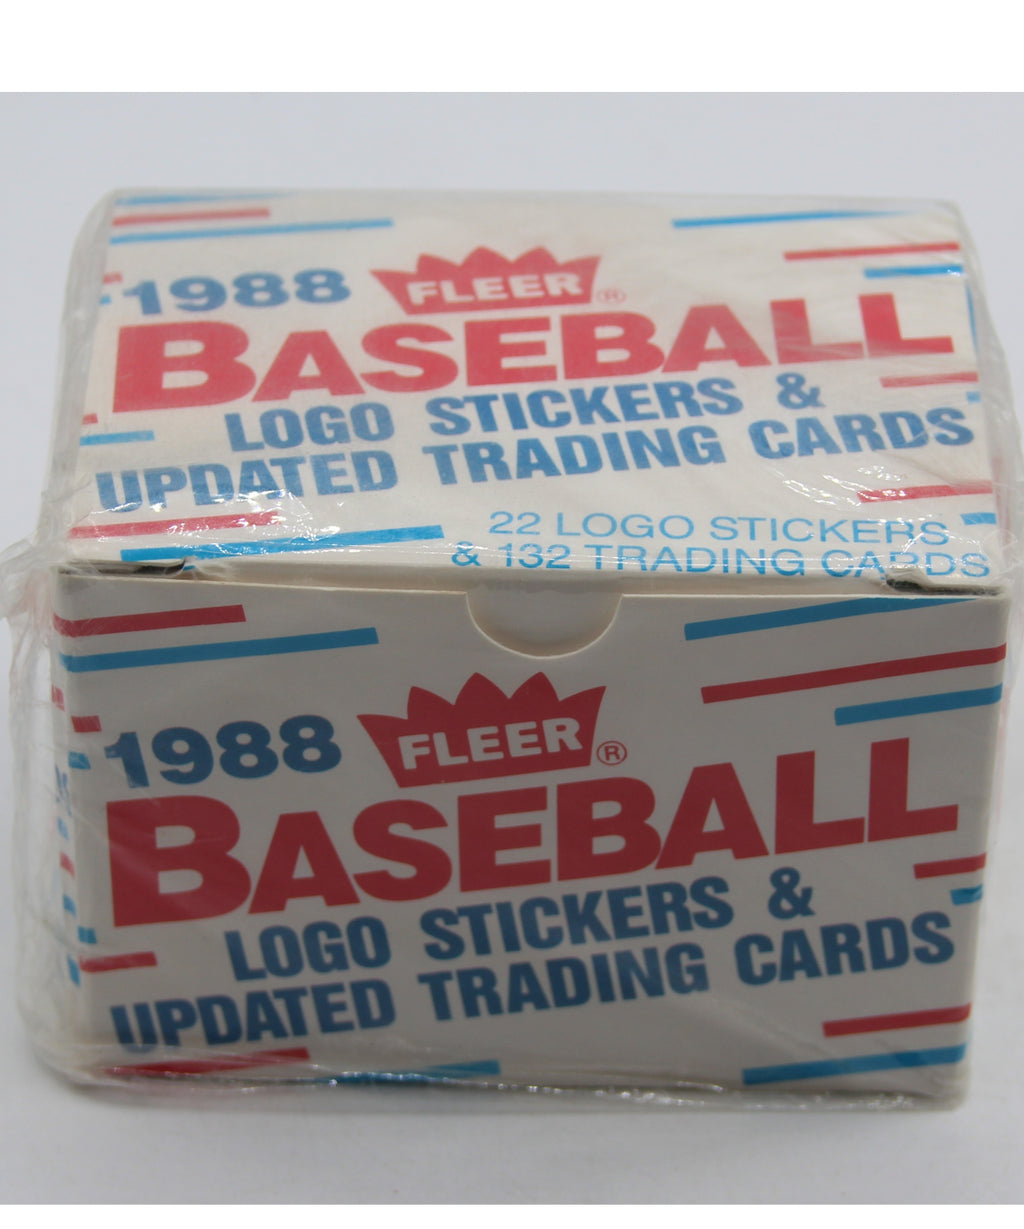 1988 FLEER ®
BASEBALL
LOGO STICKERS &
UPDATED TRADING CARDS
22 LOGO STICKERS
& 132 TRADING CARDS
1988 FLEER ®
BASEBALL
LOGO STICKERS &
UPDATED TRADING CARDS